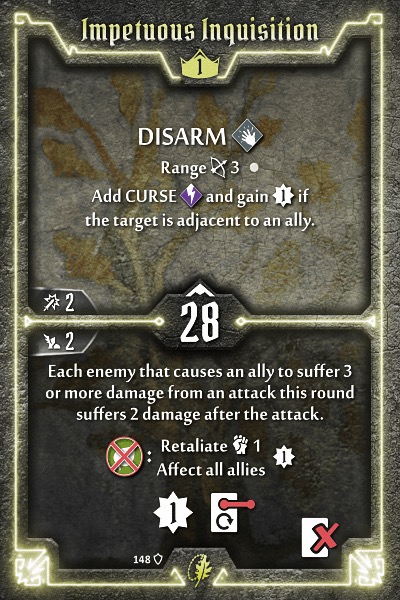 Impetuous Inquisition
1
DISARM
Range 3
Add CURSE and gain 1 if
the target is adjacent to an ally.
2
28
2
Each enemy that causes an ally to suffer 3
or more damage from an attack this round
suffers 2 damage after the attack.
: Retaliate 1
Affect all allies 1
1
148